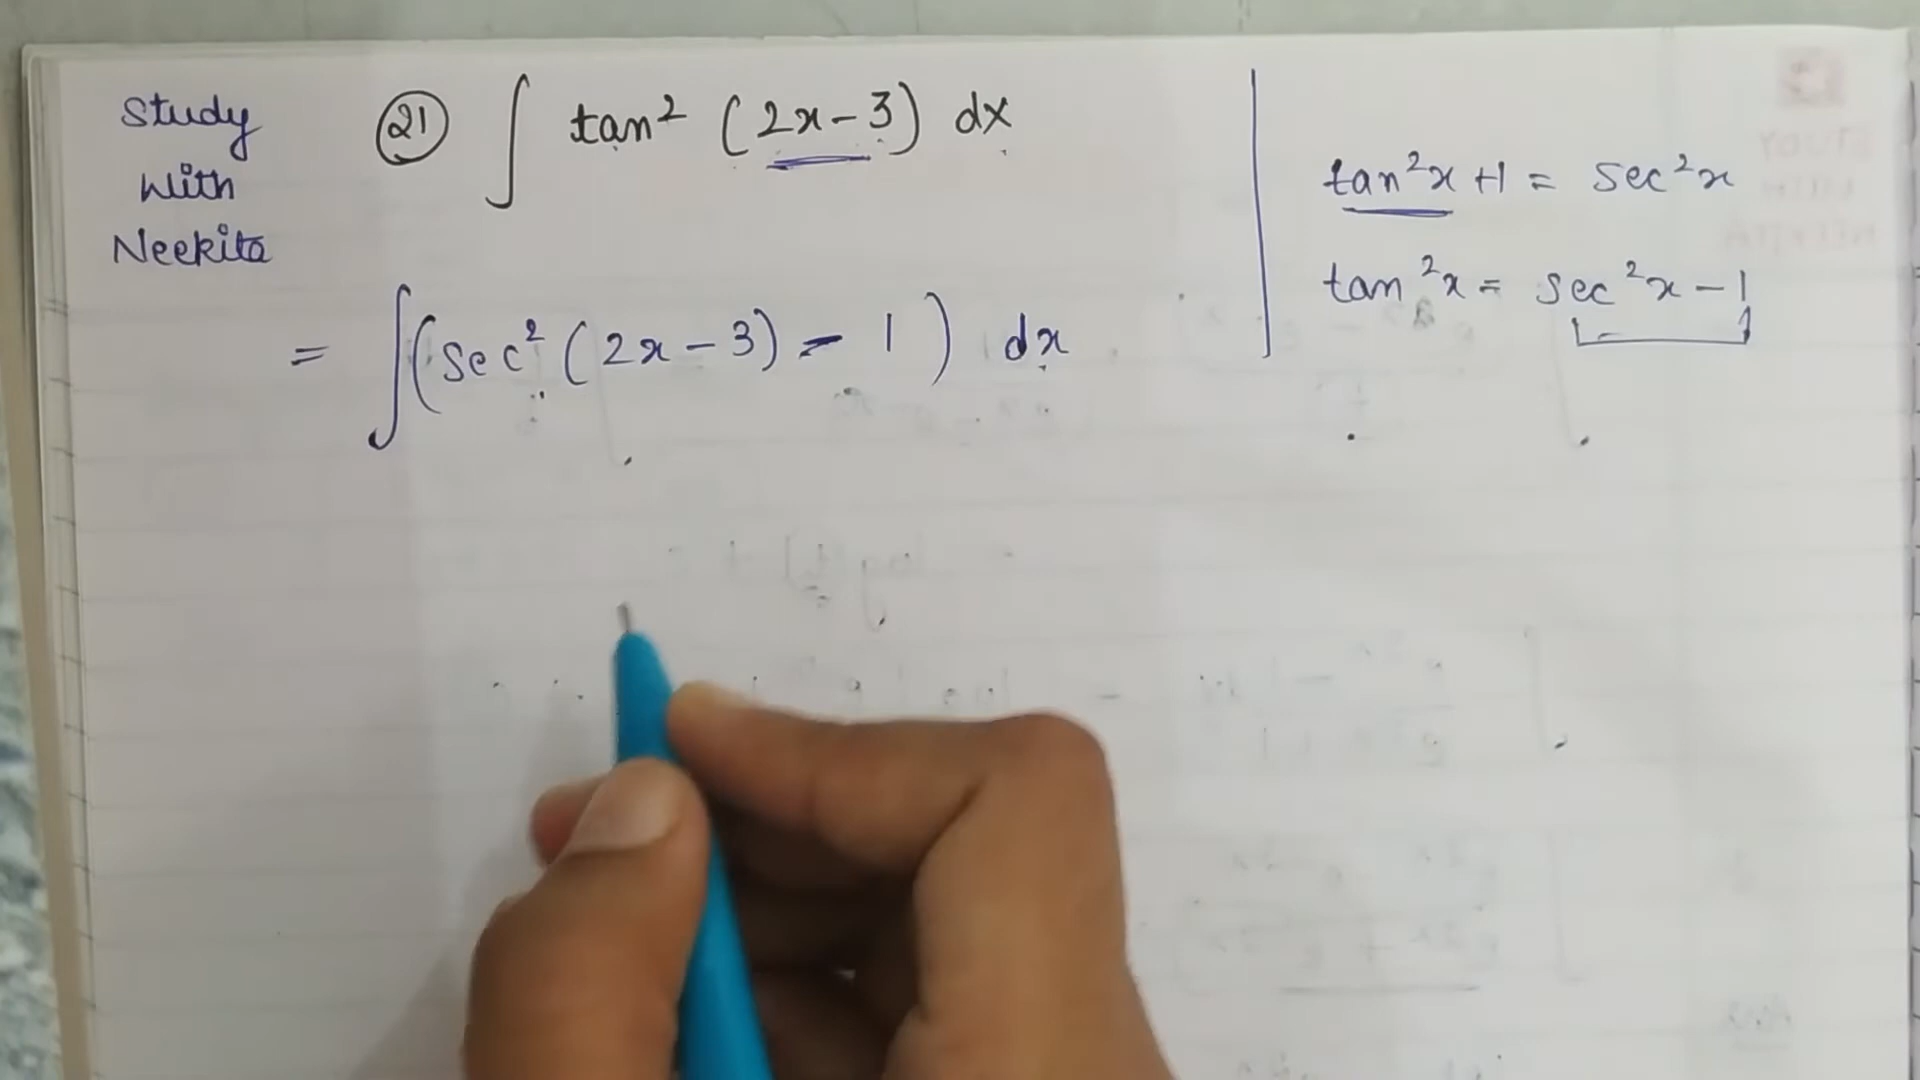 Study
With
Neekita
(21) ∫ tan² (2x-3) dx
= ∫(sec² (2x-3) - 1) dx
tan²x +1 = sec²x
tan²x = sec²x - 1